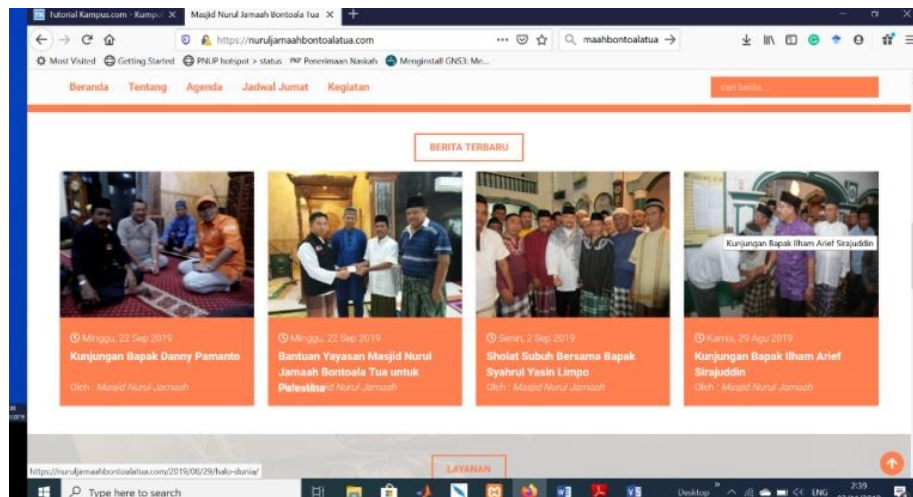 Tutorial Kampus.com - Kumpul
Masjid Nurul Jamaah Bontoala Tua
https://nuruljamaahbontoalatua.com
maahbontoalatua
Most Visited Getting Started PNUP hotspot > status Penerimaan Naskah Menginstall GNS3: Me...
Beranda Tentang Agenda Jadwal Jumat Kegiatan
cari berita...
BERITA TERBARU
Kunjungan Bapak Ilham Arief Sirajuddin
Minggu, 22 Sep 2019
Kunjungan Bapak Danny Pamanto
Oleh : Masjid Nurul Jamaah
Minggu, 22 Sep 2019
Bantuan Yayasan Masjid Nurul
Jamaah Bontoala Tua untuk
Palestina
Nurul Jamaah
Senin, 2 Sep 2019
Sholat Subuh Bersama Bapak
Syahrul Yasin Limpo
Oleh : Masjid Nurul Jamaah
Kamis, 29 Agu 2019
Kunjungan Bapak Ilham Arief
Sirajuddin
Oleh : Masjid Nurul Jamaah
LAYANAN
https://nuruljamaahbontoalatua.com/2019/08/29/halo-dunia/
Type here to search
Desktop
ENG
2:39